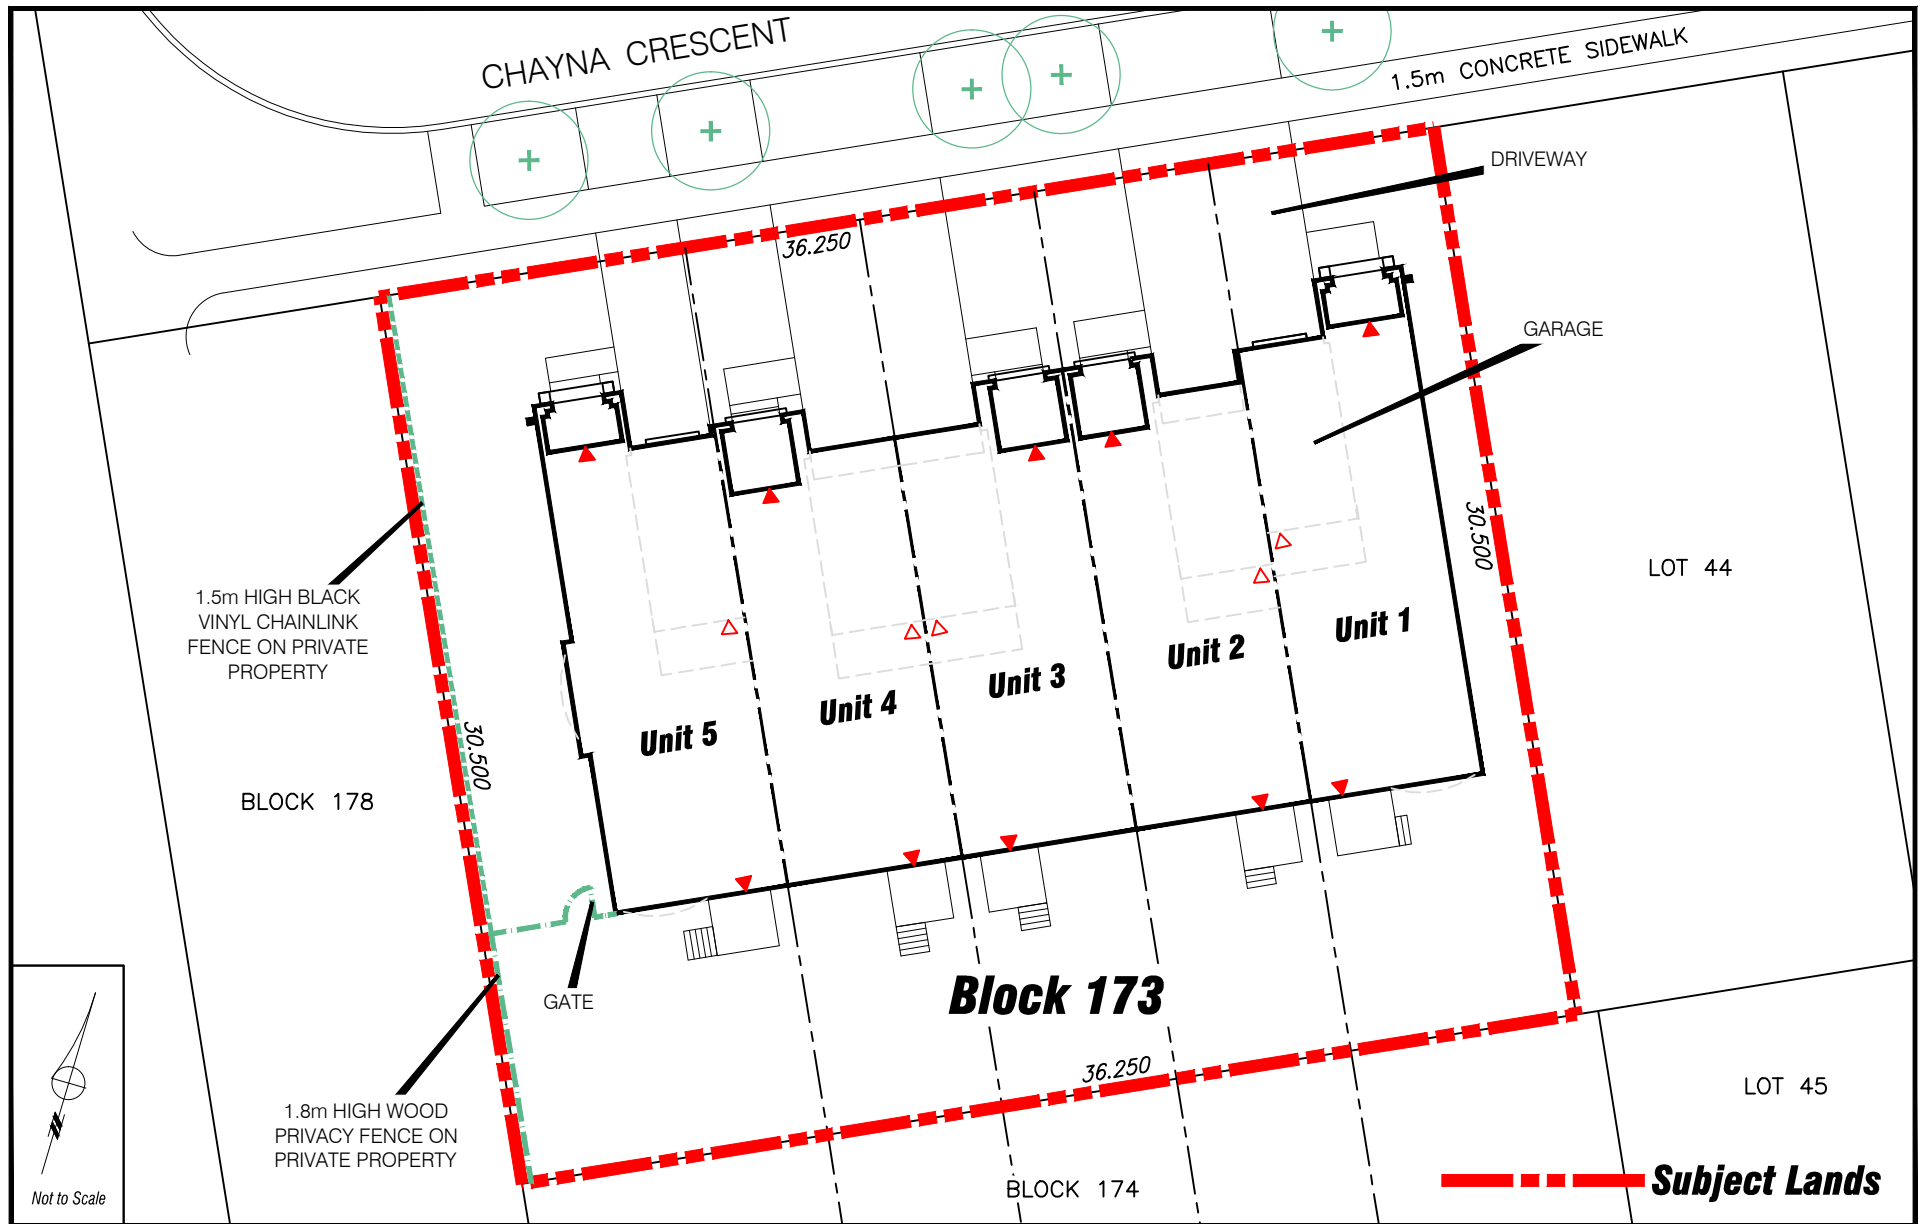 CHAYNA CRESCENT
1.5m CONCRETE SIDEWALK
DRIVEWAY
36.250
GARAGE
30.500
LOT 44
1.5m HIGH BLACK
VINYL CHAINLINK
FENCE ON PRIVATE
PROPERTY
Unit 1
Unit 2
Unit 3
Unit 4
Unit 5
30.500
BLOCK 178
GATE
Block 173
36.250
LOT 45
1.8m HIGH WOOD
PRIVACY FENCE ON
PRIVATE PROPERTY
BLOCK 174
Subject Lands
N
Not to Scale